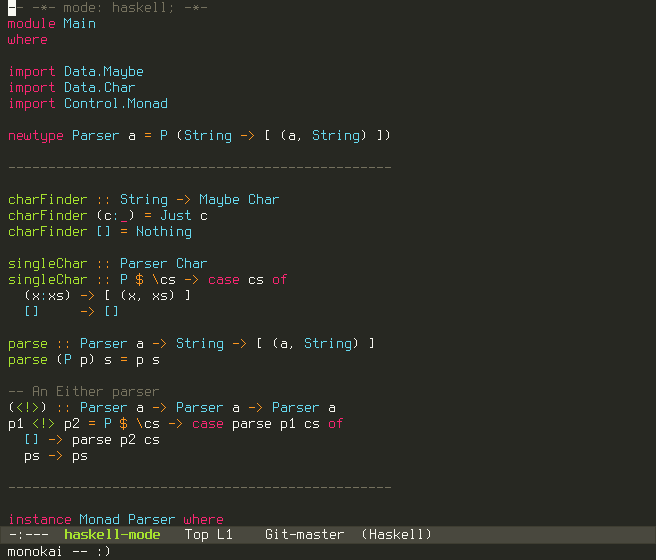 -- -*- mode: haskell; -*-
module Main
where

import Data.Maybe
import Data.Char
import Control.Monad

newtype Parser a = P (String -> [ (a, String) ])

------------------------------------------------

charFinder :: String -> Maybe Char
charFinder (c:_) = Just c
charFinder [] = Nothing

singleChar :: Parser Char
singleChar :: P $ \cs -> case cs of
  (x:xs) -> [ (x, xs) ]
  []     -> []

parse :: Parser a -> String -> [ (a, String) ]
parse (P p) s = p s

-- An Either parser
(<!>) :: Parser a -> Parser a -> Parser a
p1 <!> p2 = P $ \cs -> case parse p1 cs of
  [] -> parse p2 cs
  ps -> ps

------------------------------------------------

instance Monad Parser where
-:---  haskell-mode   Top L1    Git-master  (Haskell)
monokai -- :)